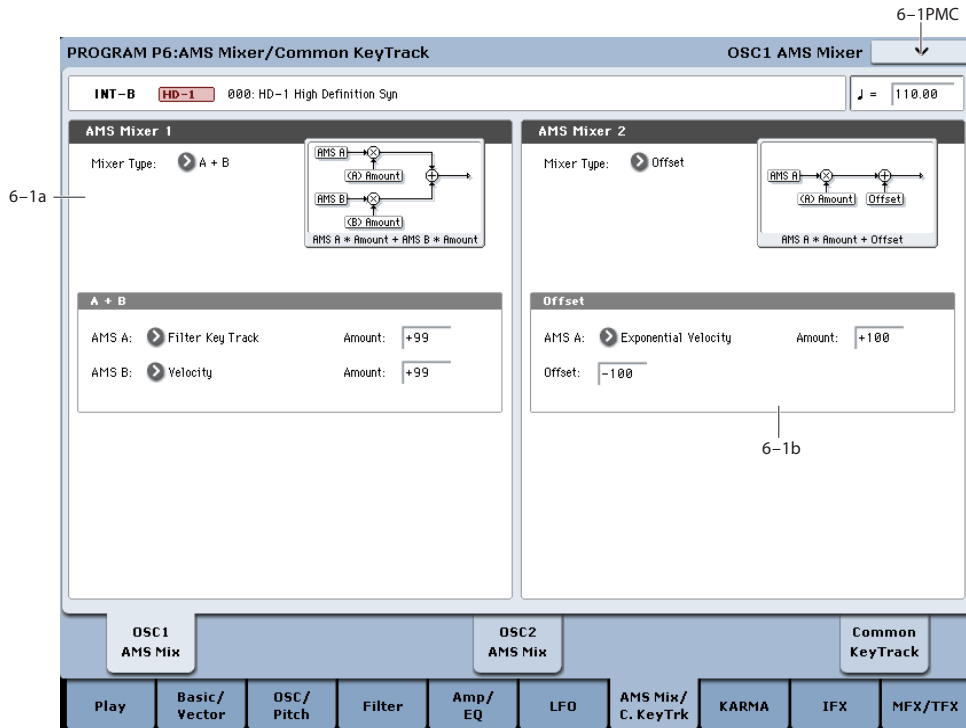 6–1PMC
PROGRAM P6:AMS Mixer/Common KeyTrack OSC1 AMS Mixer
INT-B HD-1 000: HD-1 High Definition Syn ♩ = 110.00
AMS Mixer 1
Mixer Type: A + B
AMS A
(A) Amount
AMS B
(B) Amount
AMS A * Amount + AMS B * Amount
6–1a
A + B
AMS A: Filter Key Track Amount: +99
AMS B: Velocity Amount: +99
AMS Mixer 2
Mixer Type: Offset
AMS A
(A) Amount Offset
AMS A * Amount + Offset
Offset
AMS A: Exponential Velocity Amount: +100
Offset: -100
6–1b
OSC1
AMS Mix
OSC2
AMS Mix
Common
KeyTrack
Play
Basic/
Vector
OSC/
Pitch
Filter
Amp/
EQ
LFO
AMS Mix/
C. KeyTrk
KARMA
IFX
MFX/TFX